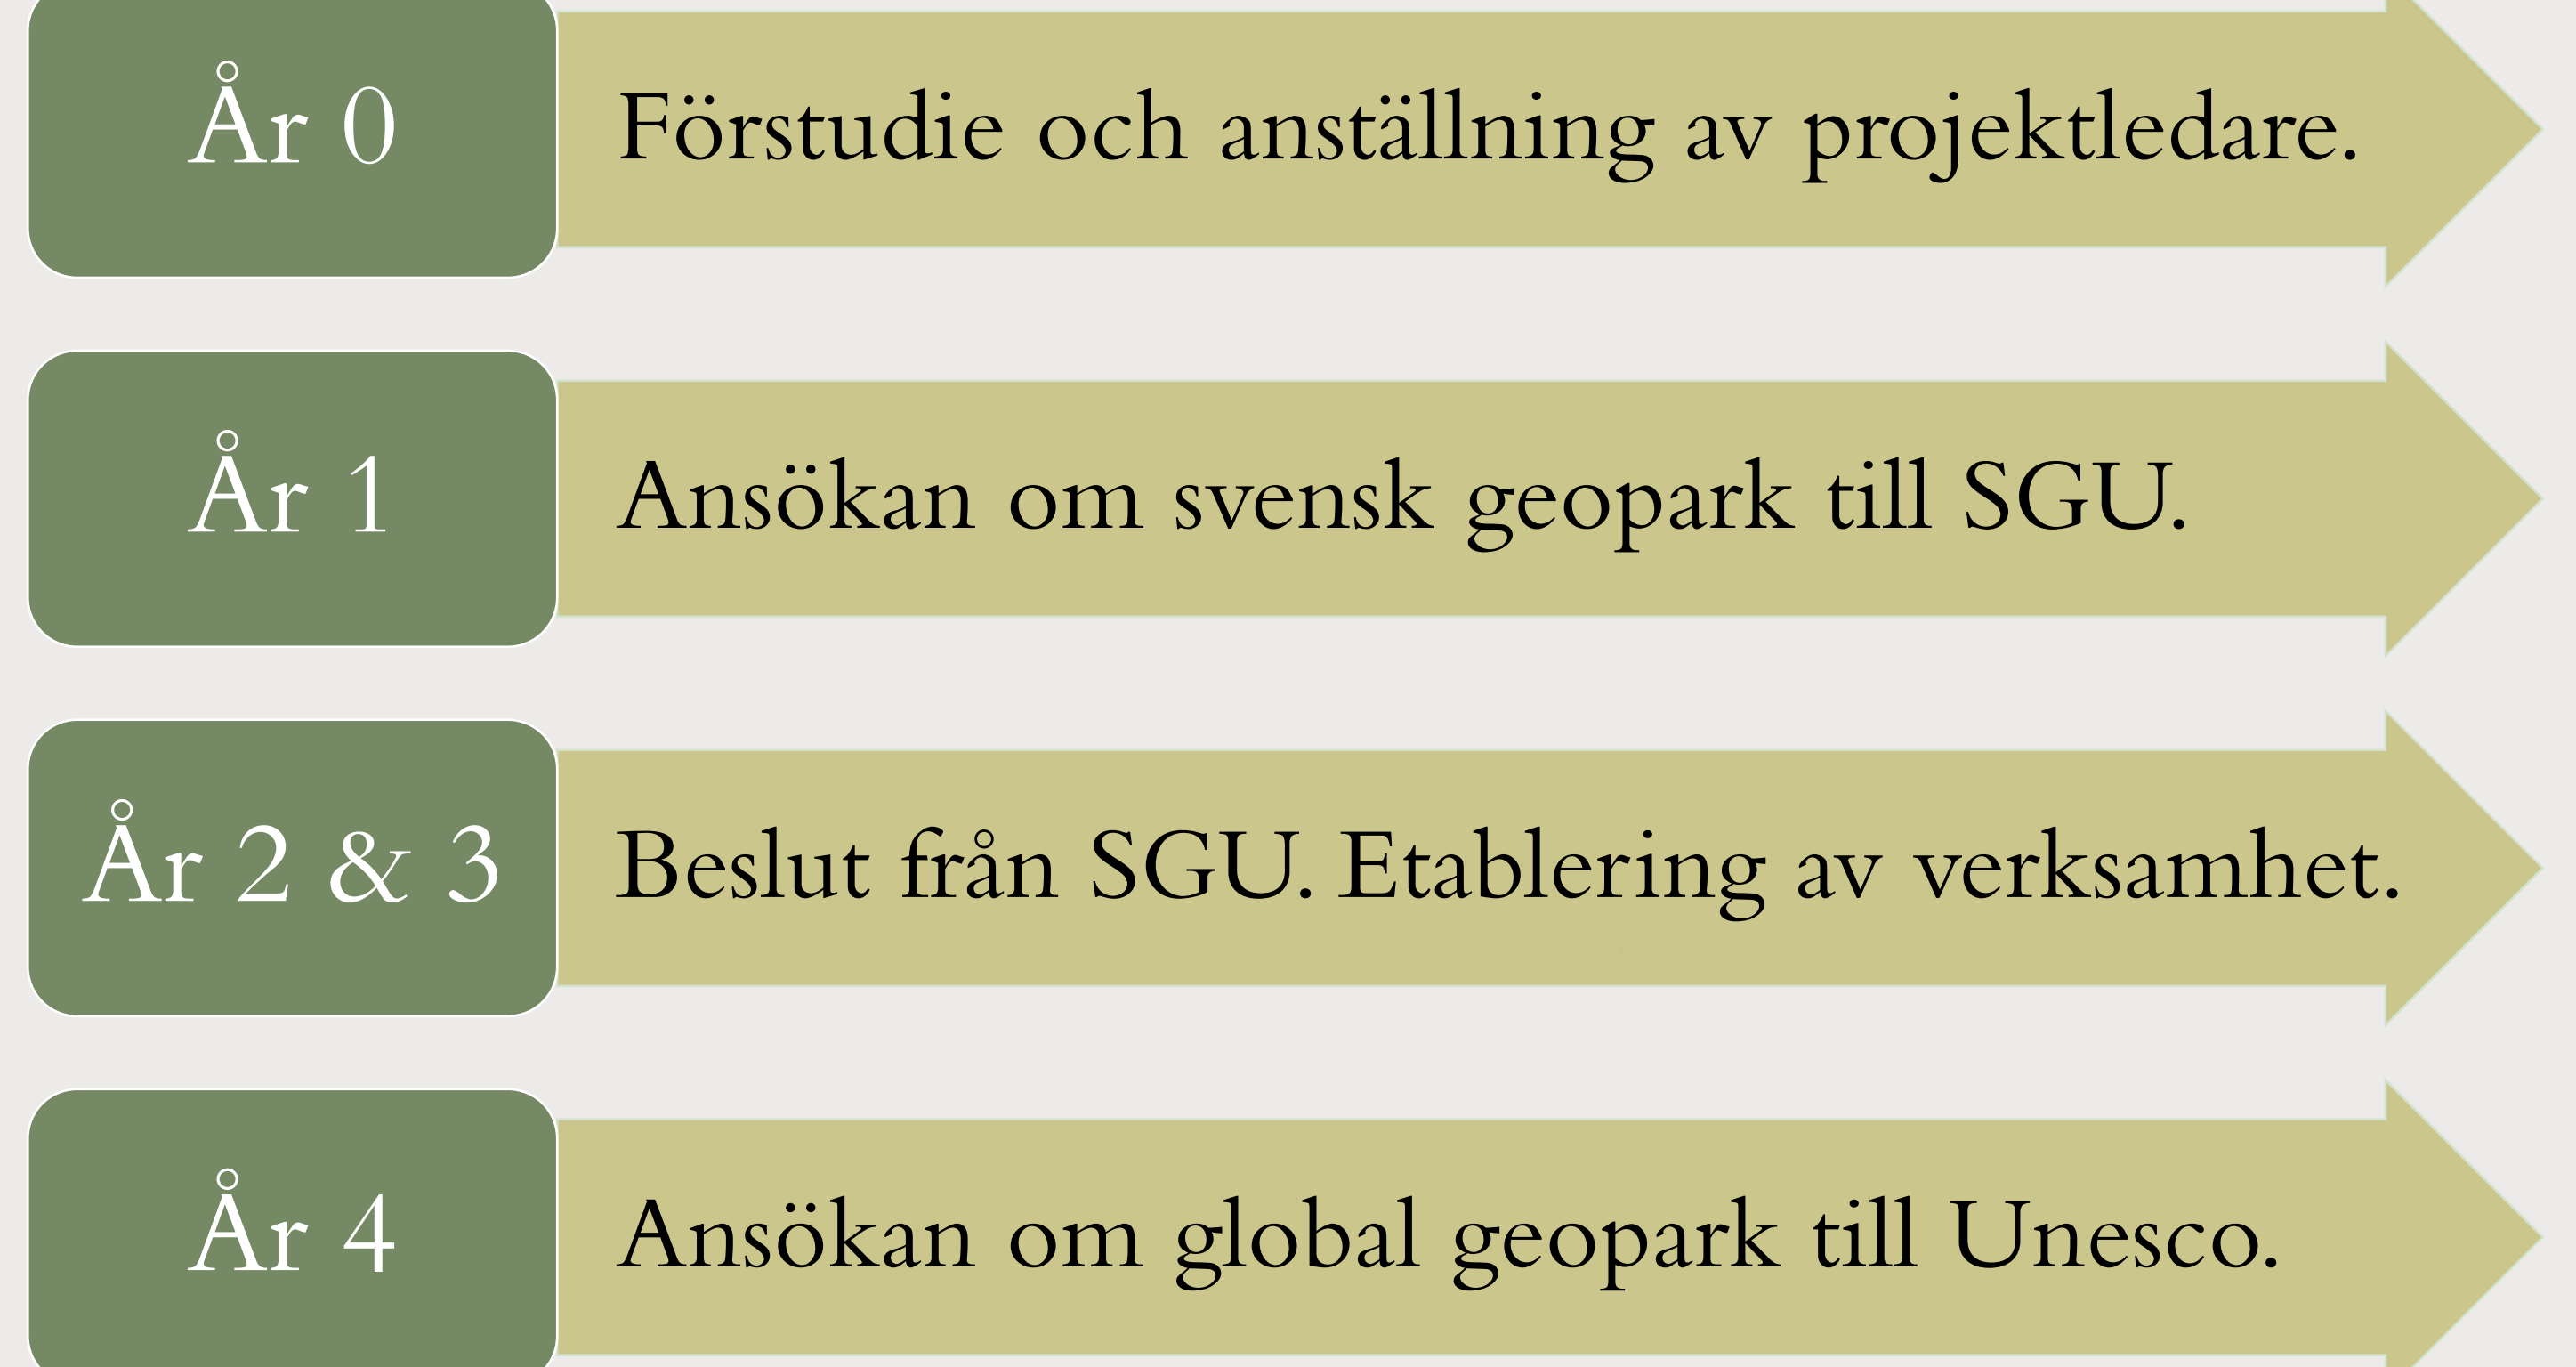 År 0
Förstudie och anställning av projektledare.
År 1
Ansökan om svensk geopark till SGU.
År 2 & 3
Beslut från SGU. Etablering av verksamhet.
År 4
Ansökan om global geopark till Unesco.